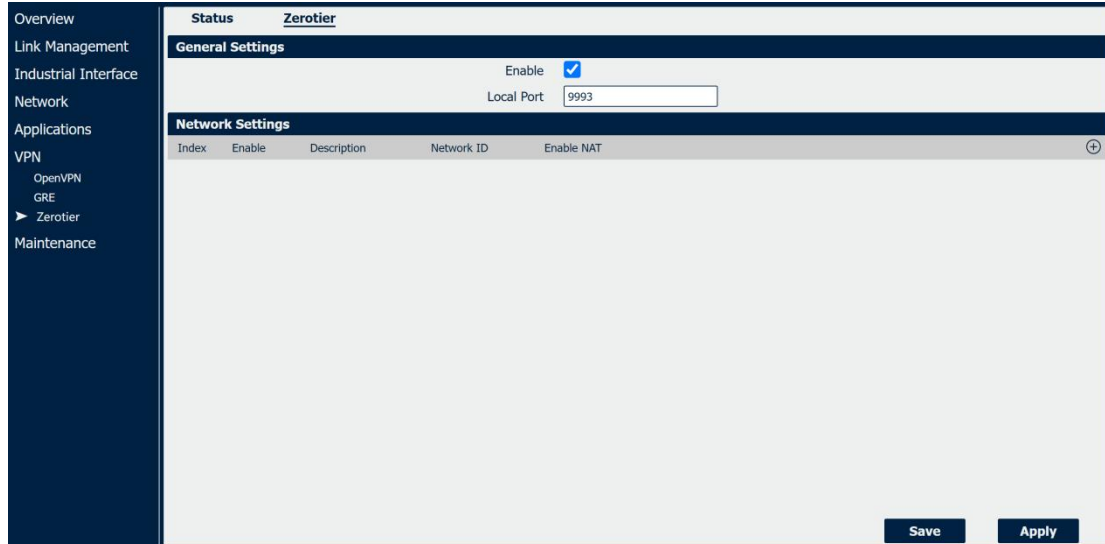 Overview
Link Management
Industrial Interface
Network
Applications
VPN
OpenVPN
GRE
Zerotier
Maintenance
Status Zerotier
General Settings
Enable
Local Port 9993
Network Settings
Index Enable Description Network ID Enable NAT
Save Apply